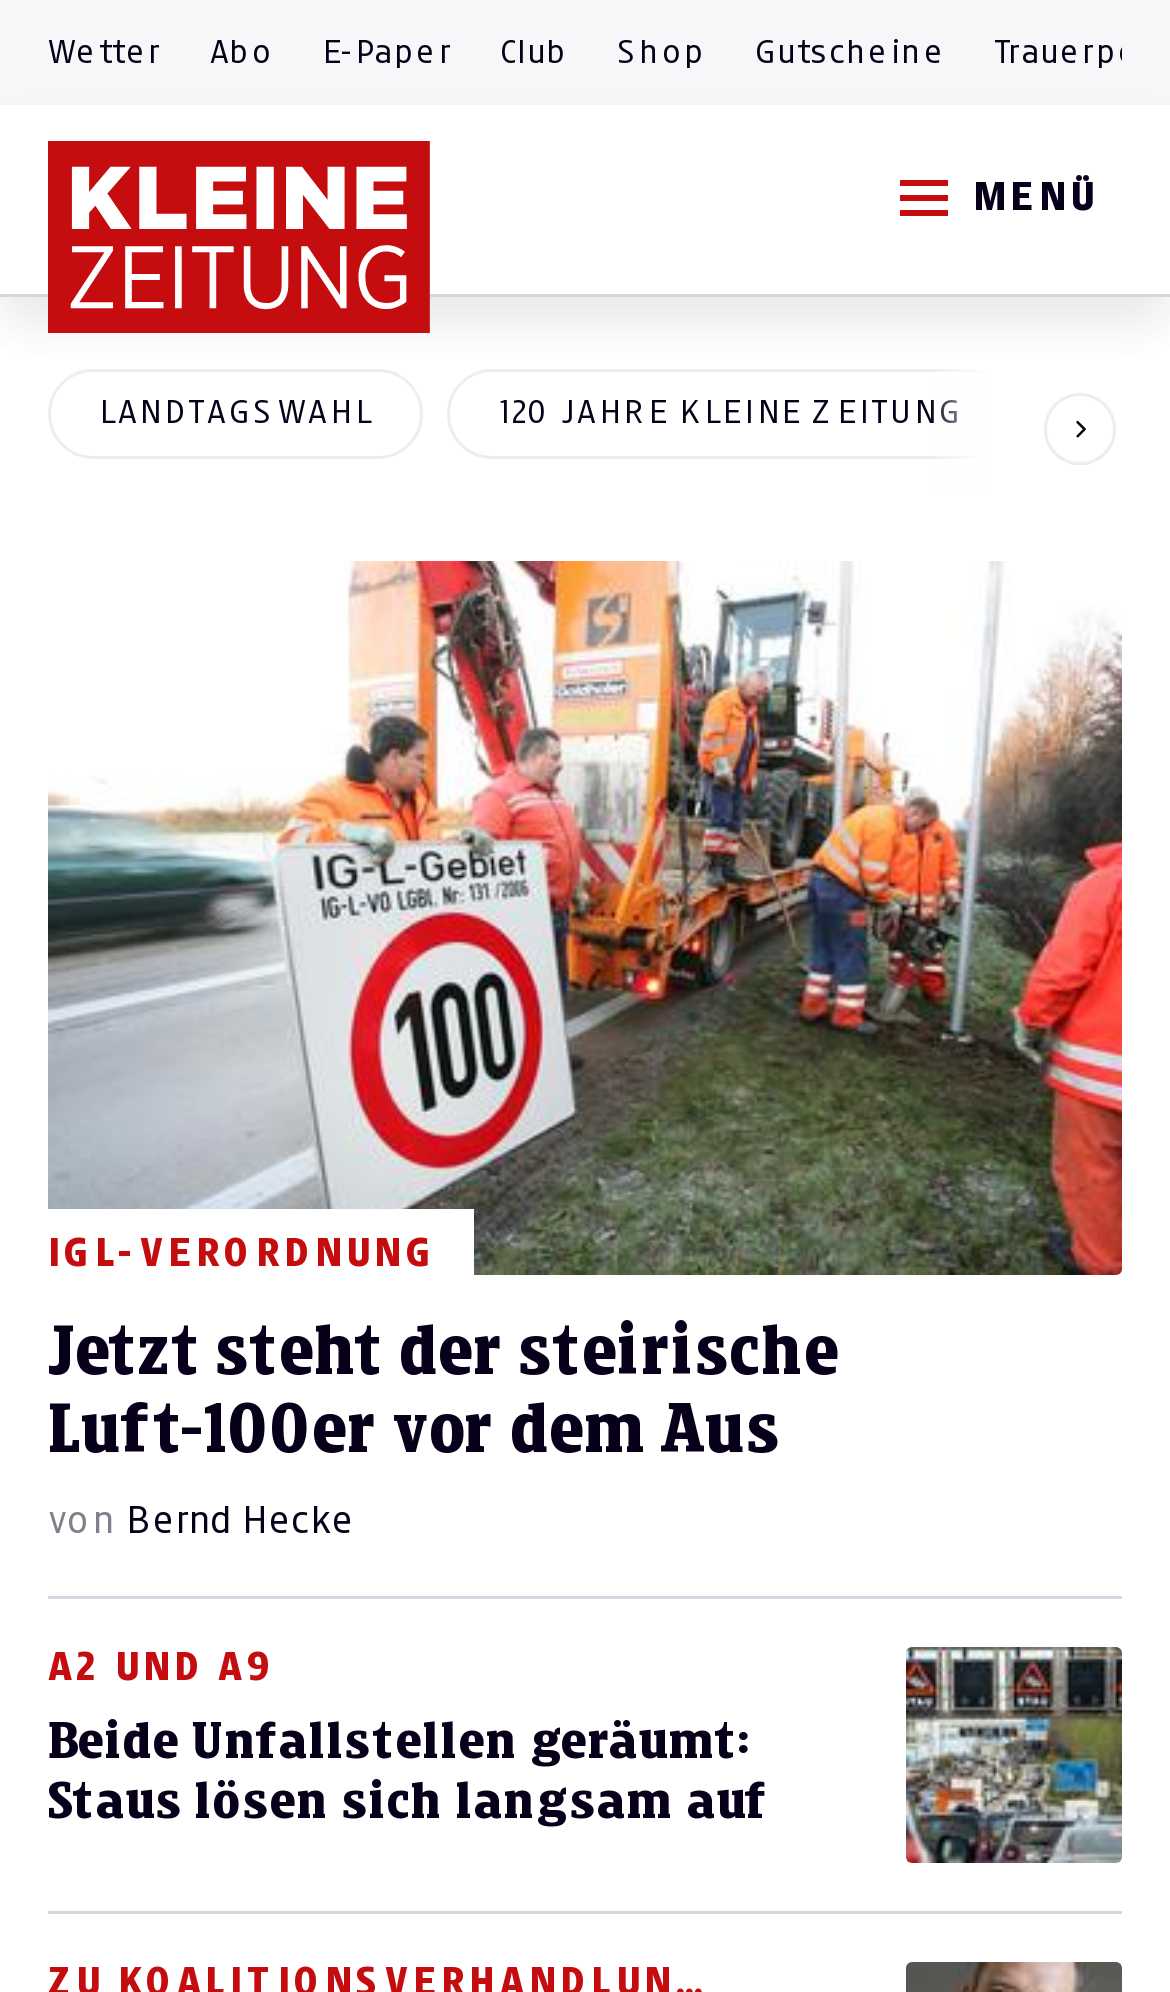 Wetter Abo E-Paper Club Shop Gutscheine Trauerp
KLEINE
ZEITUNG
MENÜ
LANDTAGSWAHL
120 JAHRE KLEINE ZEITUNG
Goldhofer
IG-L-Gebiet
IG-L-VO LGBl. Nr: 131/2006
100
IGL-VERORDNUNG
Jetzt steht der steirische
Luft-100er vor dem Aus
von Bernd Hecke
A2 UND A9
STAU
Beide Unfallstellen geräumt:
Staus lösen sich langsam auf
ZU KOALITIONSVERHANDLUN...